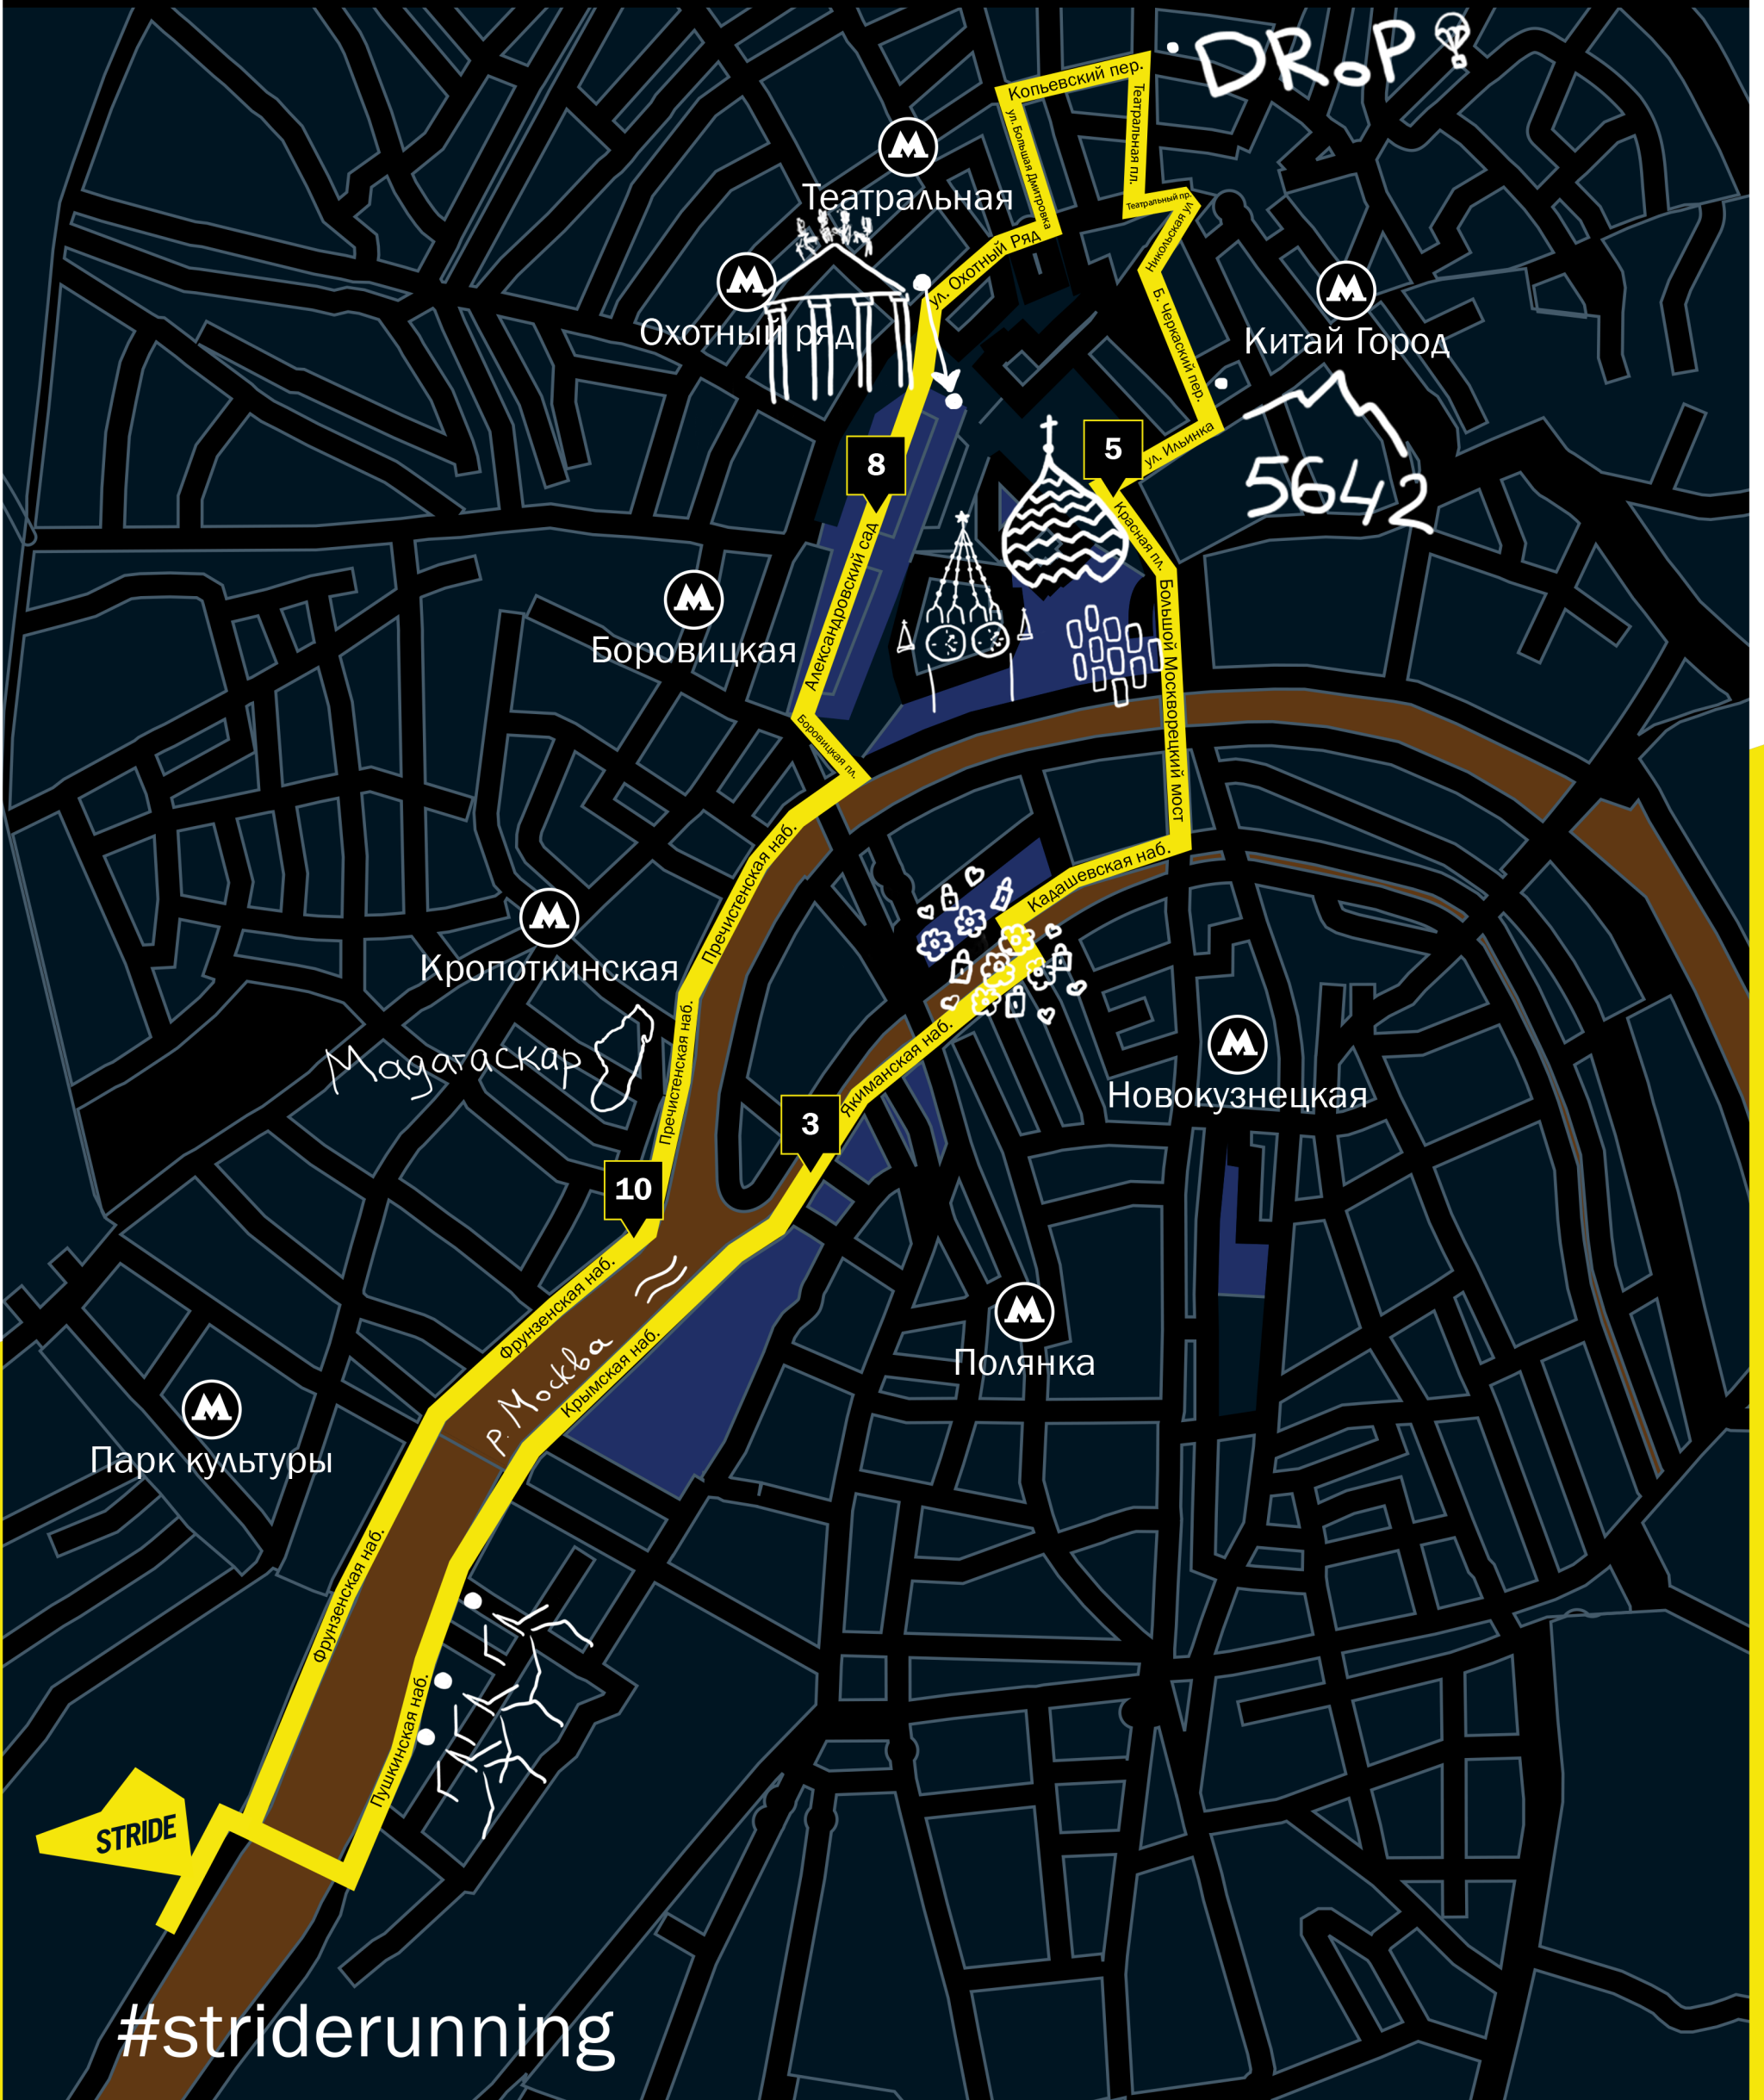 DROP
Копьевский пер.
Театральная пл.
ул. Большая Дмитровка
Театральная
Театральный пр.
Никольская ул
ул. Охотный Ряд
Охотный ряд
Китай Город
Б. Черкаский пер.
5
ул. Ильинка
8
5642
Красная пл.
Александровский сад
Боровицкая
Большой Москворецкий мост
Боровицкая пл.
Пречистенская наб.
Кадашевская наб.
Кропоткинская
Пречистенская наб.
Мадагаскар
Якиманская наб.
Новокузнецкая
3
10
Фрунзенская наб.
р. Москва
Крымская наб.
Полянка
Парк культуры
Фрунзенская наб.
Пушкинская наб.
STRIDE
#striderunning